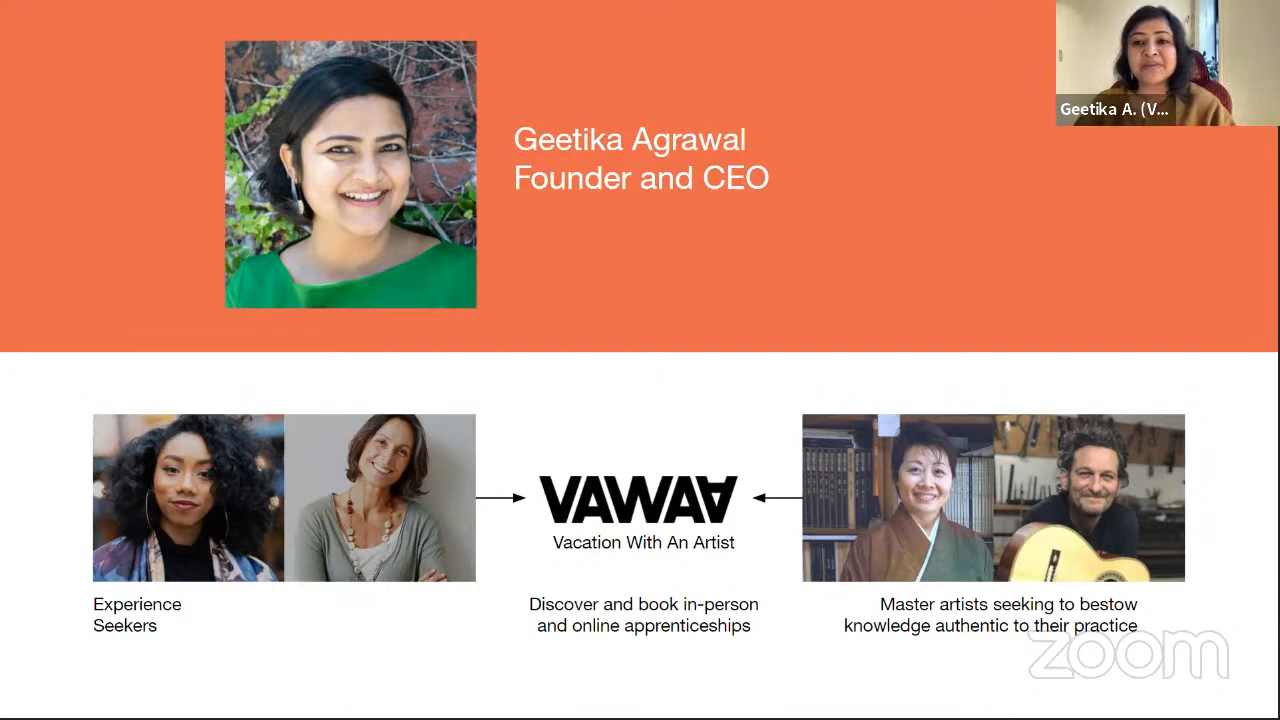 Geetika A. (V...
Geetika Agrawal
Founder and CEO
VAWAA
Vacation With An Artist
Experience
Seekers
Discover and book in-person
and online apprenticeships
Master artists seeking to bestow
knowledge authentic to their practice
zoom